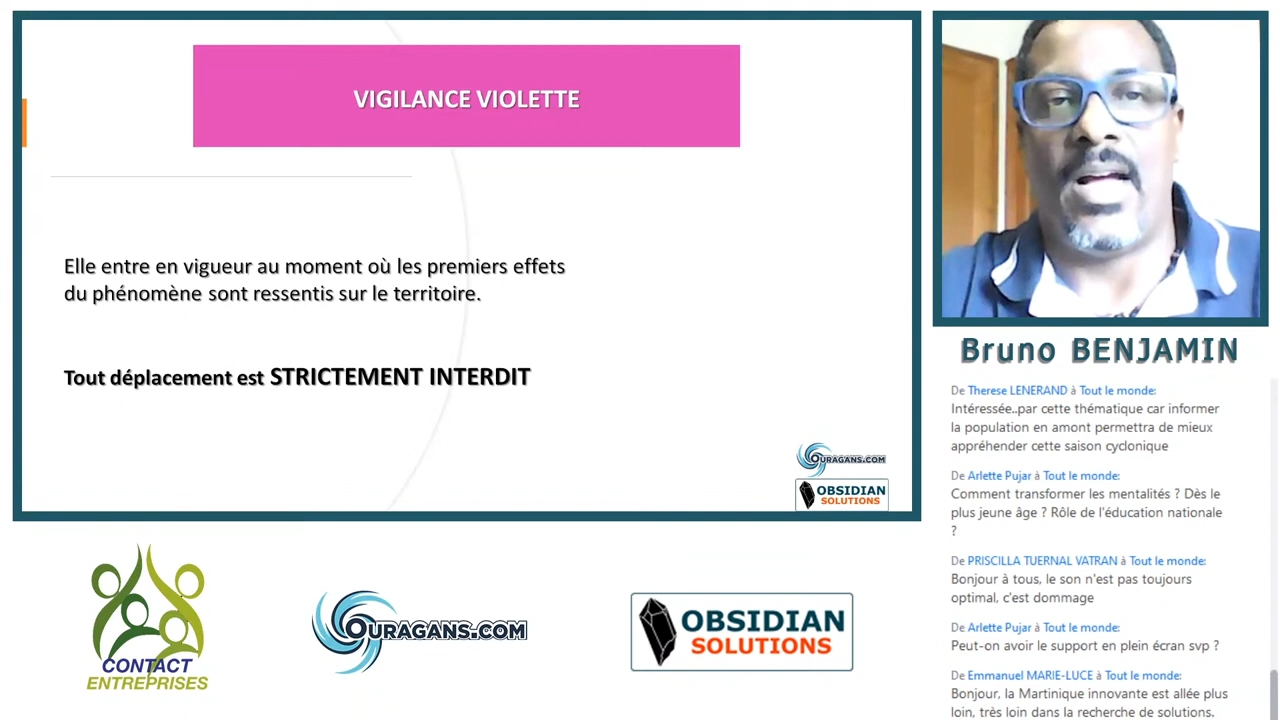 VIGILANCE VIOLETTE
Elle entre en vigueur au moment où les premiers effets
du phénomène sont ressentis sur le territoire.
Tout déplacement est STRICTEMENT INTERDIT
OURAGANS.COM
OBSIDIAN
SOLUTIONS
Bruno BENJAMIN
De Therese LENERAND à Tout le monde:
Intéressée..par cette thématique car informer
la population en amont permettra de mieux
appréhender cette saison cyclonique
De Arlette Pujar à Tout le monde:
Comment transformer les mentalités ? Dès le
plus jeune âge ? Rôle de l'éducation nationale
?
De PRISCILLA TUERNAL VATRAN à Tout le monde:
Bonjour à tous, le son n'est pas toujours
optimal, c'est dommage
De Arlette Pujar à Tout le monde:
Peut-on avoir le support en plein écran svp ?
De Emmanuel MARIE-LUCE à Tout le monde:
Bonjour, la Martinique innovante est allée plus
loin, très loin dans la recherche de solutions.
CONTACT
ENTREPRISES
OURAGANS.COM
OBSIDIAN
SOLUTIONS